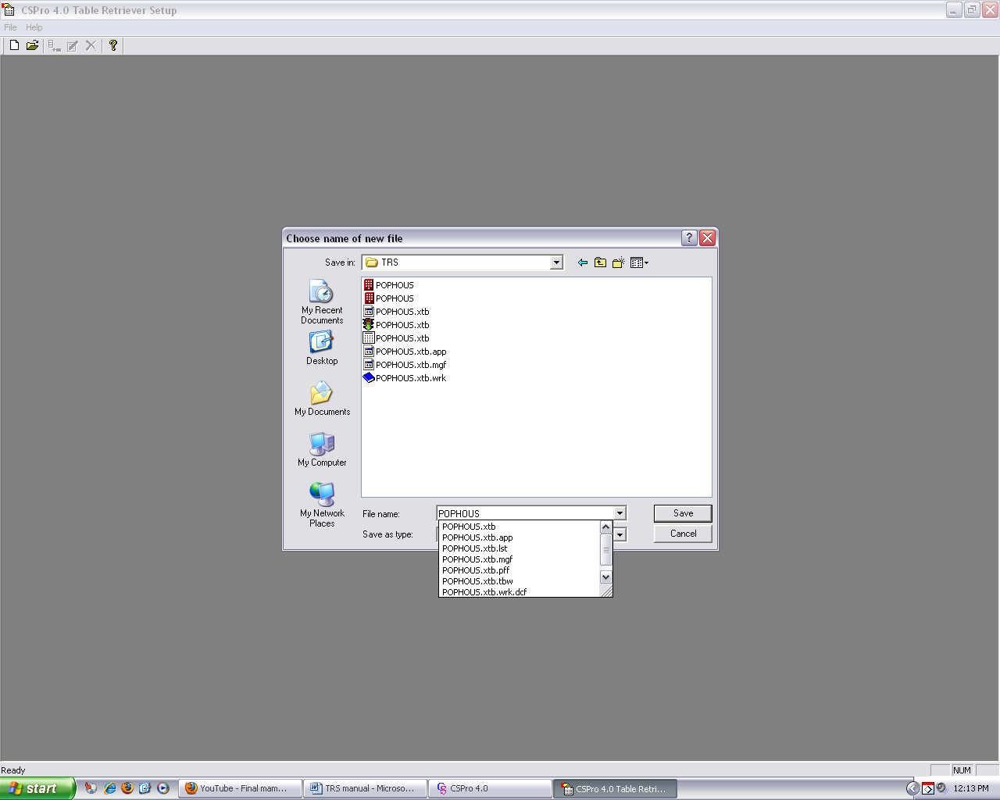 CSPro 4.0 Table Retriever Setup
File Help
Choose name of new file
Save in: TRS
POPHOUS
POPHOUS
POPHOUS.xtb
POPHOUS.xtb
POPHOUS.xtb
POPHOUS.xtb.app
POPHOUS.xtb.mgf
POPHOUS.xtb.wrk
My Recent
Documents
Desktop
My Documents
My Computer
My Network
Places
File name: POPHOUS Save
Save as type: Cancel
POPHOUS.xtb
POPHOUS.xtb.app
POPHOUS.xtb.lst
POPHOUS.xtb.mgf
POPHOUS.xtb.pff
POPHOUS.xtb.tbw
POPHOUS.xtb.wrk.dcf
Ready NUM
start YouTube - Final mam... TRS manual - Microso... CSPro 4.0 CSPro 4.0 Table Retri... 12:13 PM